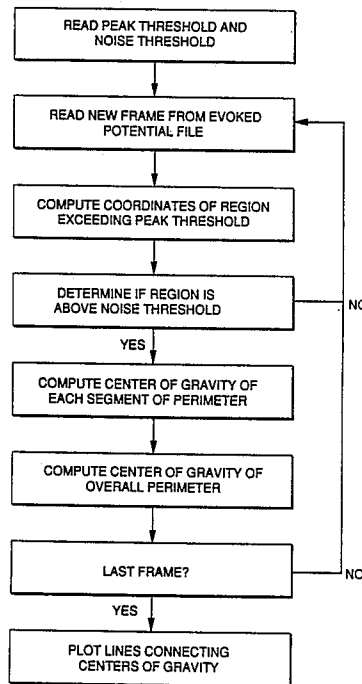 READ PEAK THRESHOLD AND
NOISE THRESHOLD
READ NEW FRAME FROM EVOKED
POTENTIAL FILE
COMPUTE COORDINATES OF REGION
EXCEEDING PEAK THRESHOLD
DETERMINE IF REGION IS
ABOVE NOISE THRESHOLD
NO
YES
COMPUTE CENTER OF GRAVITY OF
EACH SEGMENT OF PERIMETER
COMPUTE CENTER OF GRAVITY OF
OVERALL PERIMETER
LAST FRAME?
NO
YES
PLOT LINES CONNECTING
CENTERS OF GRAVITY